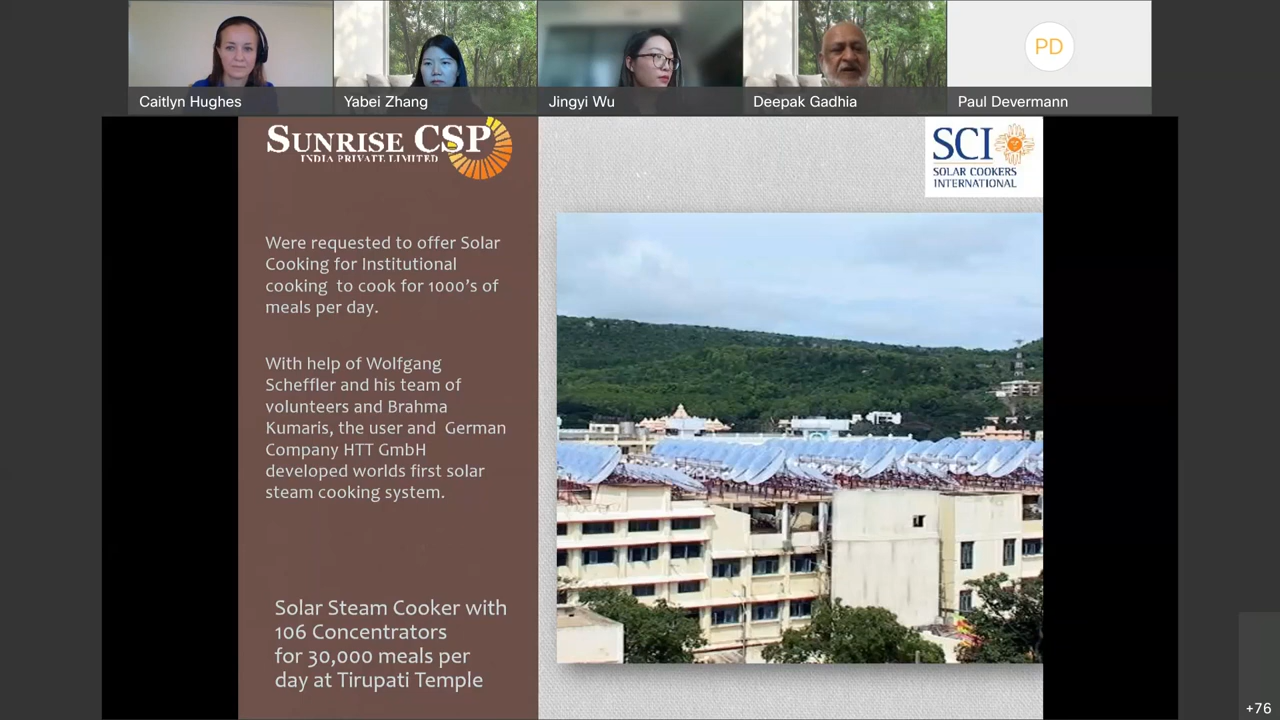 Caitlyn Hughes
Yabei Zhang
Jingyi Wu
Deepak Gadhia
PD
Paul Devermann
SUNRISE CSP
INDIA PRIVATE LIMITED
SCI
SOLAR COOKERS
INTERNATIONAL
Were requested to offer Solar
Cooking for Institutional
cooking to cook for 1000's of
meals per day.
With help of Wolfgang
Scheffler and his team of
volunteers and Brahma
Kumaris, the user and German
Company HTT GmbH
developed worlds first solar
steam cooking system.
Solar Steam Cooker with
106 Concentrators
for 30,000 meals per
day at Tirupati Temple
+76